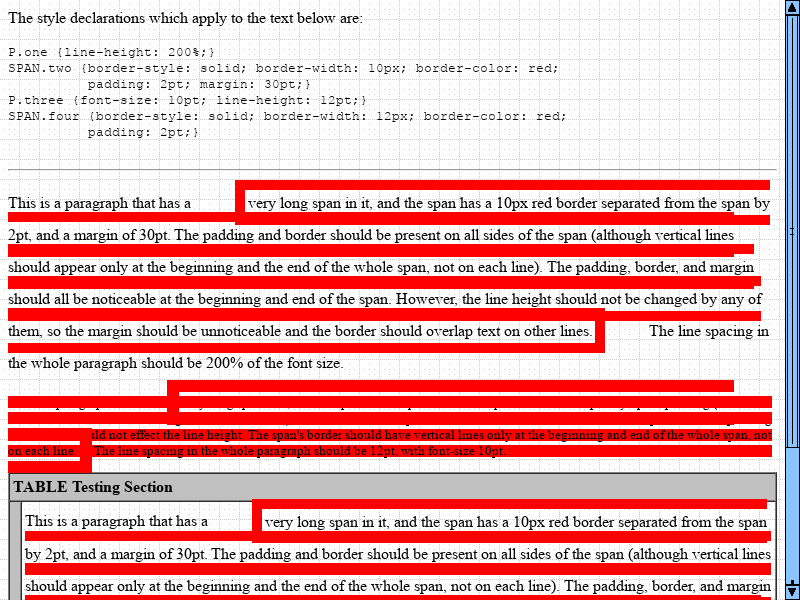 The style declarations which apply to the text below are:
P.one {line-height: 200%;}
SPAN.two {border-style: solid; border-width: 10px; border-color: red;
padding: 2pt; margin: 30pt;}
P.three {font-size: 10pt; line-height: 12pt;}
SPAN.four {border-style: solid; border-width: 12px; border-color: red;
padding: 2pt;}
This is a paragraph that has a very long span in it, and the span has a 10px red border separated from the span by
2pt, and a margin of 30pt. The padding and border should be present on all sides of the span (although vertical lines
should appear only at the beginning and the end of the whole span, not on each line). The padding, border, and margin
should all be noticeable at the beginning and end of the span. However, the line height should not be changed by any of
them, so the margin should be unnoticeable and the border should overlap text on other lines. The line spacing in
the whole paragraph should be 200% of the font size.
not effect the line height. The span's border should have vertical lines only at the beginning and end of the whole span, not
on each line. The line spacing in the whole paragraph should be 12pt, with font-size 10pt.
TABLE Testing Section
This is a paragraph that has a very long span in it, and the span has a 10px red border separated from the span
by 2pt, and a margin of 30pt. The padding and border should be present on all sides of the span (although vertical lines
should appear only at the beginning and the end of the whole span, not on each line). The padding, border, and margin